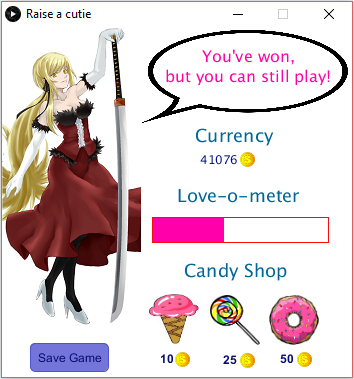 Raise a cutie
You've won,
but you can still play!
Currency
41076
Love-o-meter
Candy Shop
10
25
50
Save Game